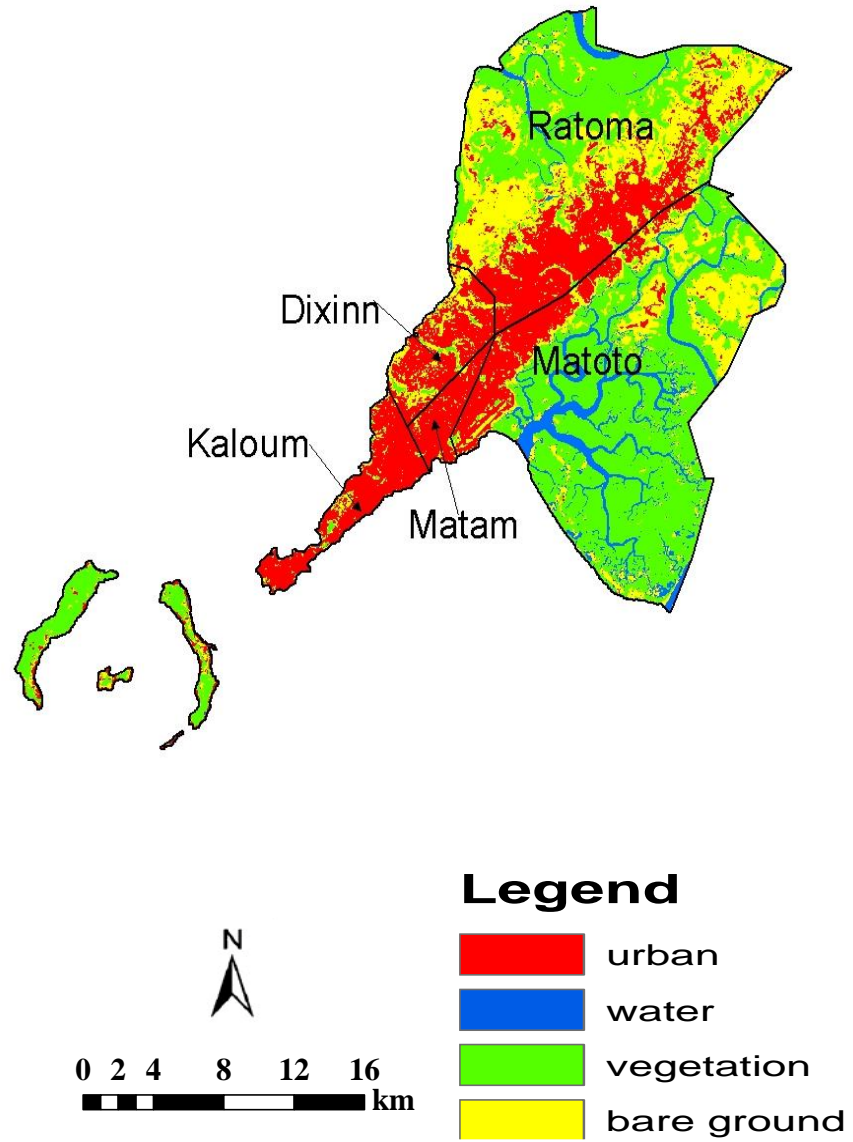 Ratoma
Dixinn
Matoto
Kaloum
Matam
Legend
N
urban
water
vegetation
bare ground
0 2 4 8 12 16
km